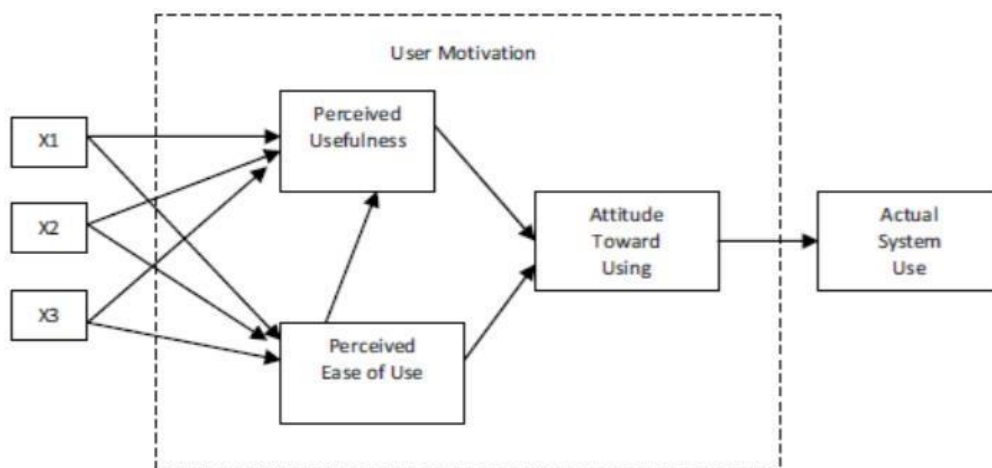 User Motivation
X1
X2
X3
Perceived
Usefulness
Perceived
Ease of Use
Attitude
Toward
Using
Actual
System
Use